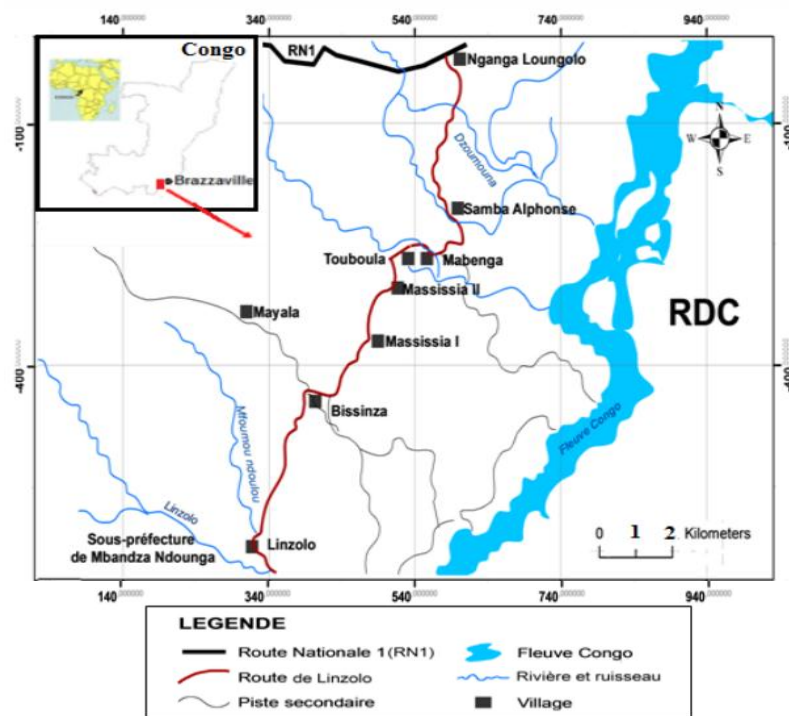 140 340 540 740 940
Congo
RN1
Nganga Loungolo
-100
-100
N
W E
S
Dzoumouna
Brazzaville
Samba Alphonse
Touboula Mabenga
Massissia II
Mayala
RDC
Massissia I
-400
-400
Bissinza
Mfoumou ndoulou
Fleuve Congo
Linzolo
Sous-préfecture
de Mbandza Ndounga
Linzolo
0 1 2 Kilometers
140 340 540 740 940
LEGENDE
Route Nationale 1(RN1) Fleuve Congo
Route de Linzolo Rivière et ruisseau
Piste secondaire Village